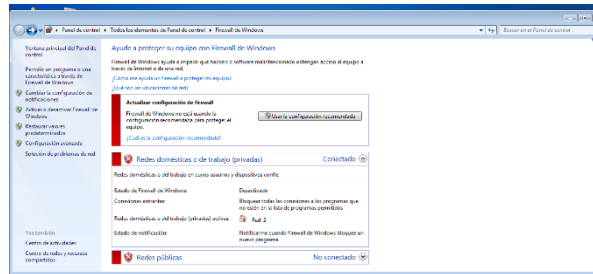 Panel de control ▸ Todos los elementos de Panel de control ▸ Firewall de Windows
Buscar en el Panel de control
Ventana principal del Panel de
control
Permitir un programa o una
característica a través de
Firewall de Windows
Cambiar la configuración de
notificaciones
Activar o desactivar Firewall de
Windows
Restaurar valores
predeterminados
Configuración avanzada
Solución de problemas de red
Vea también
Centro de actividades
Centro de redes y recursos
compartidos
Ayude a proteger su equipo con Firewall de Windows
Firewall de Windows ayuda a impedir que hackers o software malintencionado obtengan acceso al equipo a
través de Internet o de una red.
¿Cómo me ayuda un firewall a proteger mi equipo?
¿Qué son las ubicaciones de red?
Actualizar configuración de firewall
Firewall de Windows no está usando la
configuración recomendada para proteger el
equipo.
¿Cuál es la configuración recomendada?
Usar la configuración recomendada
Redes domésticas o de trabajo (privadas) Conectado
Redes domésticas o del trabajo en cuyos usuarios y dispositivos confíe
Estado de Firewall de Windows: Desactivado
Conexiones entrantes: Bloquear todas las conexiones a los programas que
no estén en la lista de programas permitidos
Redes domésticas o del trabajo (privadas) activas: Red 2
Estado de notificación: Notificarme cuando Firewall de Windows bloquee un
nuevo programa
Redes públicas No conectado